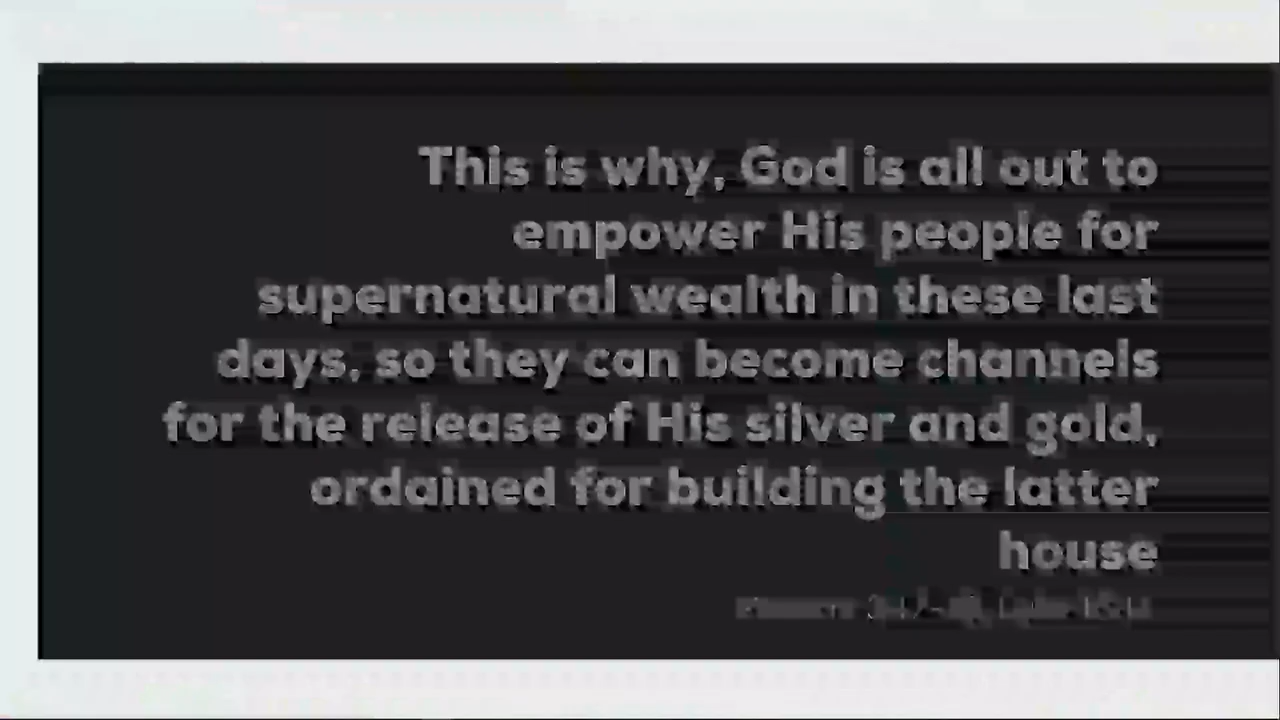 This is why, God is all out to
empower His people for
supernatural wealth in these last
days, so they can become channels
for the release of His silver and gold,
ordained for building the latter
house